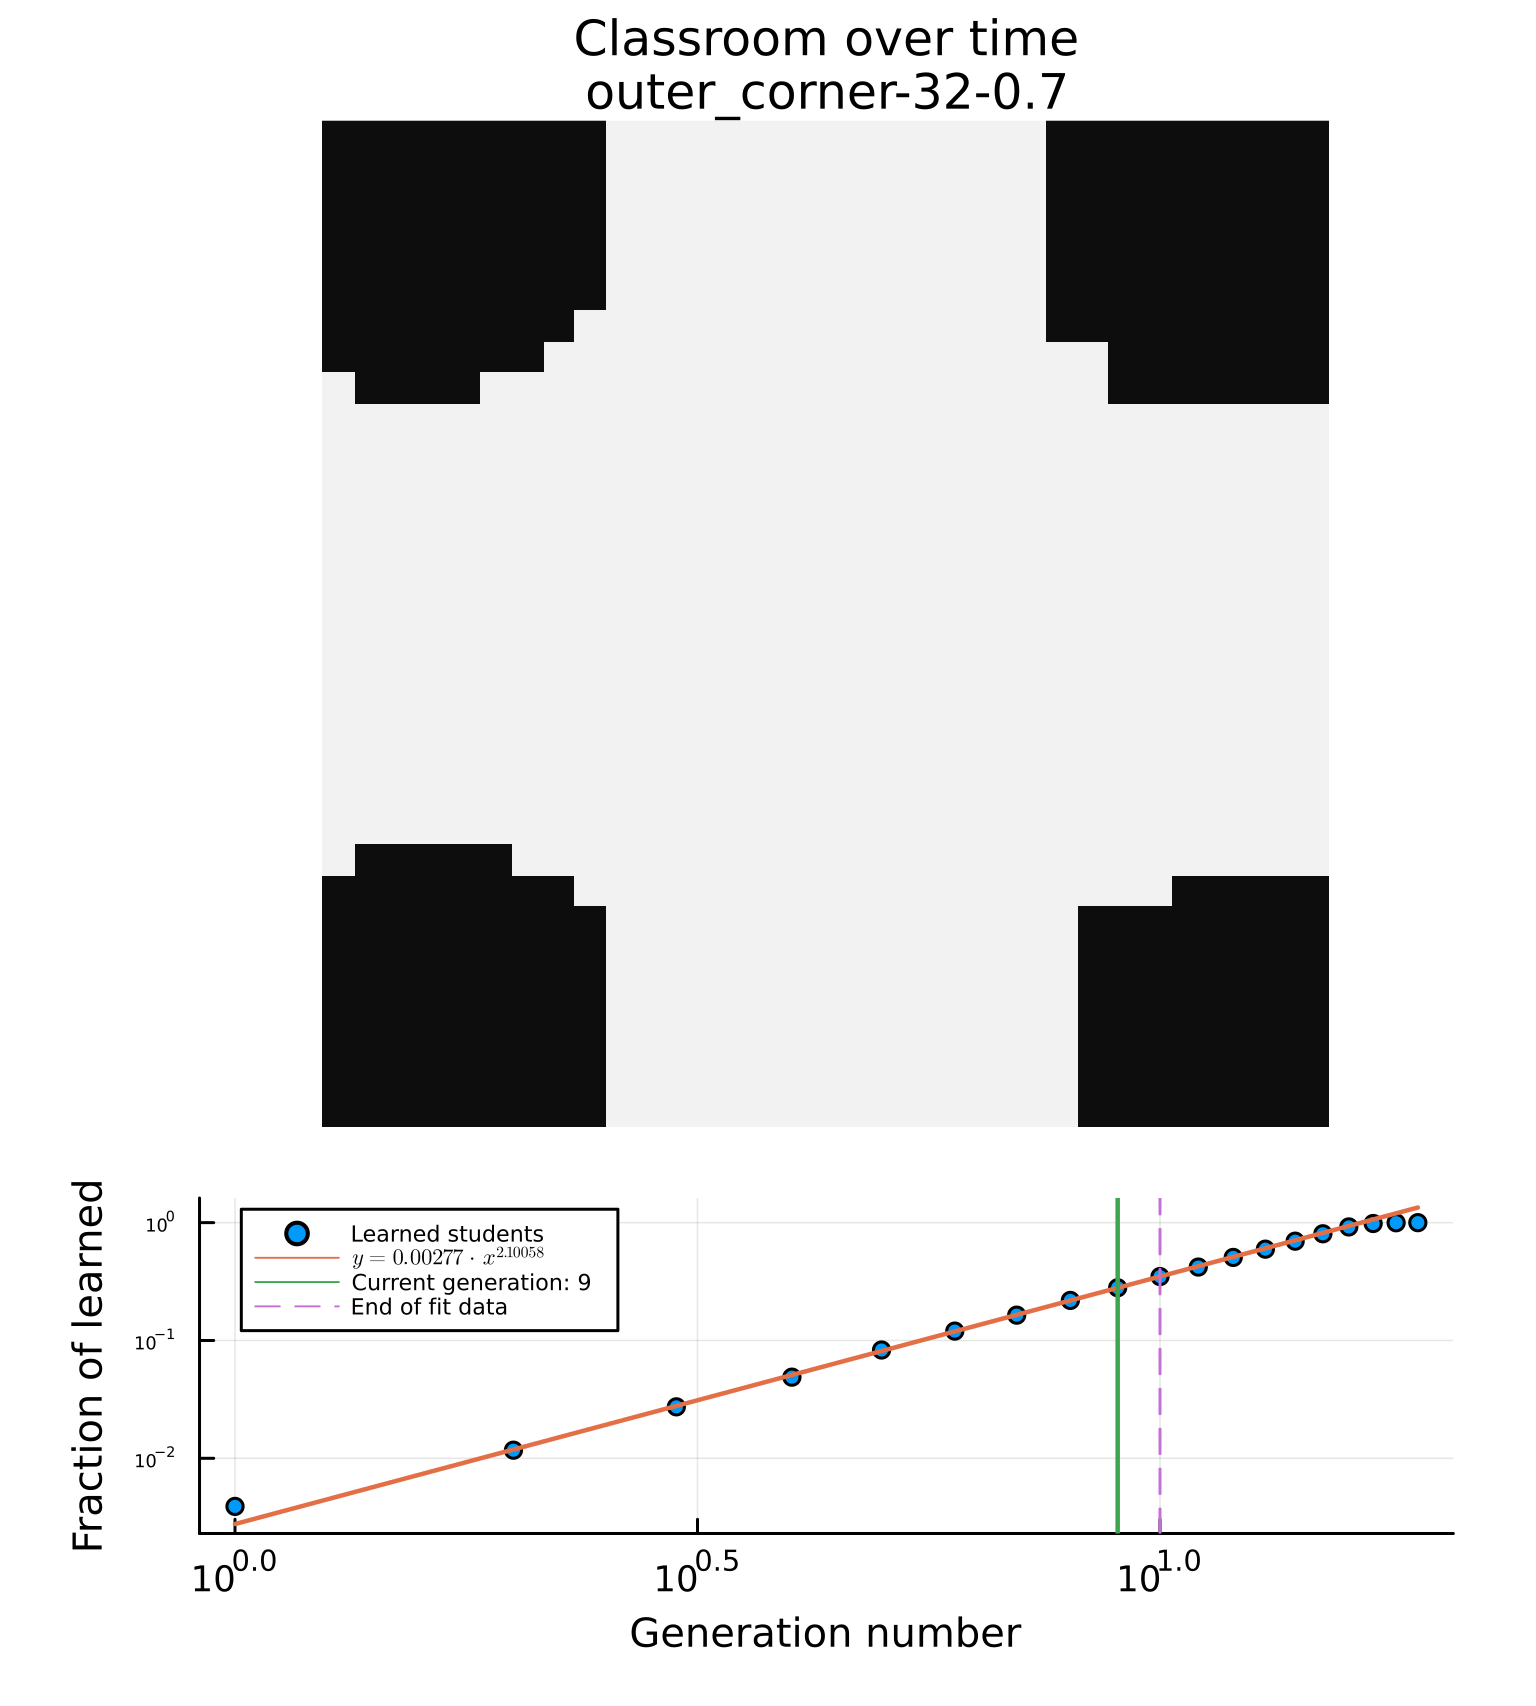 Classroom over time
outer_corner-32-0.7
Fraction of learned
10⁰
10⁻¹
10⁻²
Learned students
y = 0.00277 · x^2.10058
Current generation: 9
End of fit data
10^0.0
10^0.5
10^1.0
Generation number